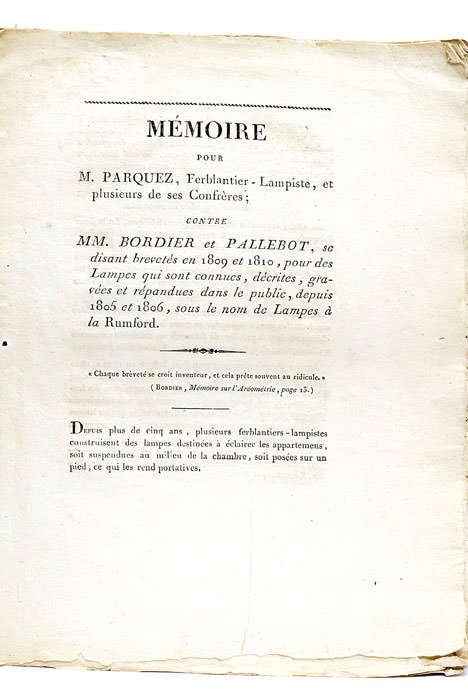 MÉMOIRE
POUR
M. PARQUEZ, Ferblantier-Lampiste, et
plusieurs de ses Confrères;
CONTRE
MM. BORDIER et PALLEBOT, se
disant brevetés en 1809 et 1810, pour des
Lampes qui sont connues, décrites, gra-
vées et répandues dans le public, depuis
1805 et 1806, sous le nom de Lampes à
la Rumford.
« Chaque brèveté se croit inventeur, et cela prête souvent au ridicule. »
( BORDIER, Mémoire sur l'Aréométrie, page 13. )
DEPUIS plus de cinq ans, plusieurs ferblantiers-lampistes
construisent des lampes destinées à éclairer les appartemens,
soit suspendues au milieu de la chambre, soit posées sur un
pied, ce qui les rend portatives.